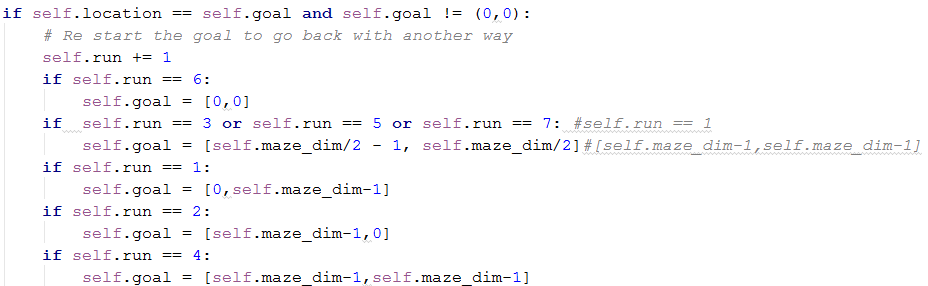 if self.location == self.goal and self.goal != (0,0):
    # Re start the goal to go back with another way
    self.run += 1
    if self.run == 6:
        self.goal = [0,0]
    if  self.run == 3 or self.run == 5 or self.run == 7: #self.run == 1
        self.goal = [self.maze_dim/2 - 1, self.maze_dim/2]#[self.maze_dim-1,self.maze_dim-1]
    if self.run == 1:
        self.goal = [0,self.maze_dim-1]
    if self.run == 2:
        self.goal = [self.maze_dim-1,0]
    if self.run == 4:
        self.goal = [self.maze_dim-1,self.maze_dim-1]